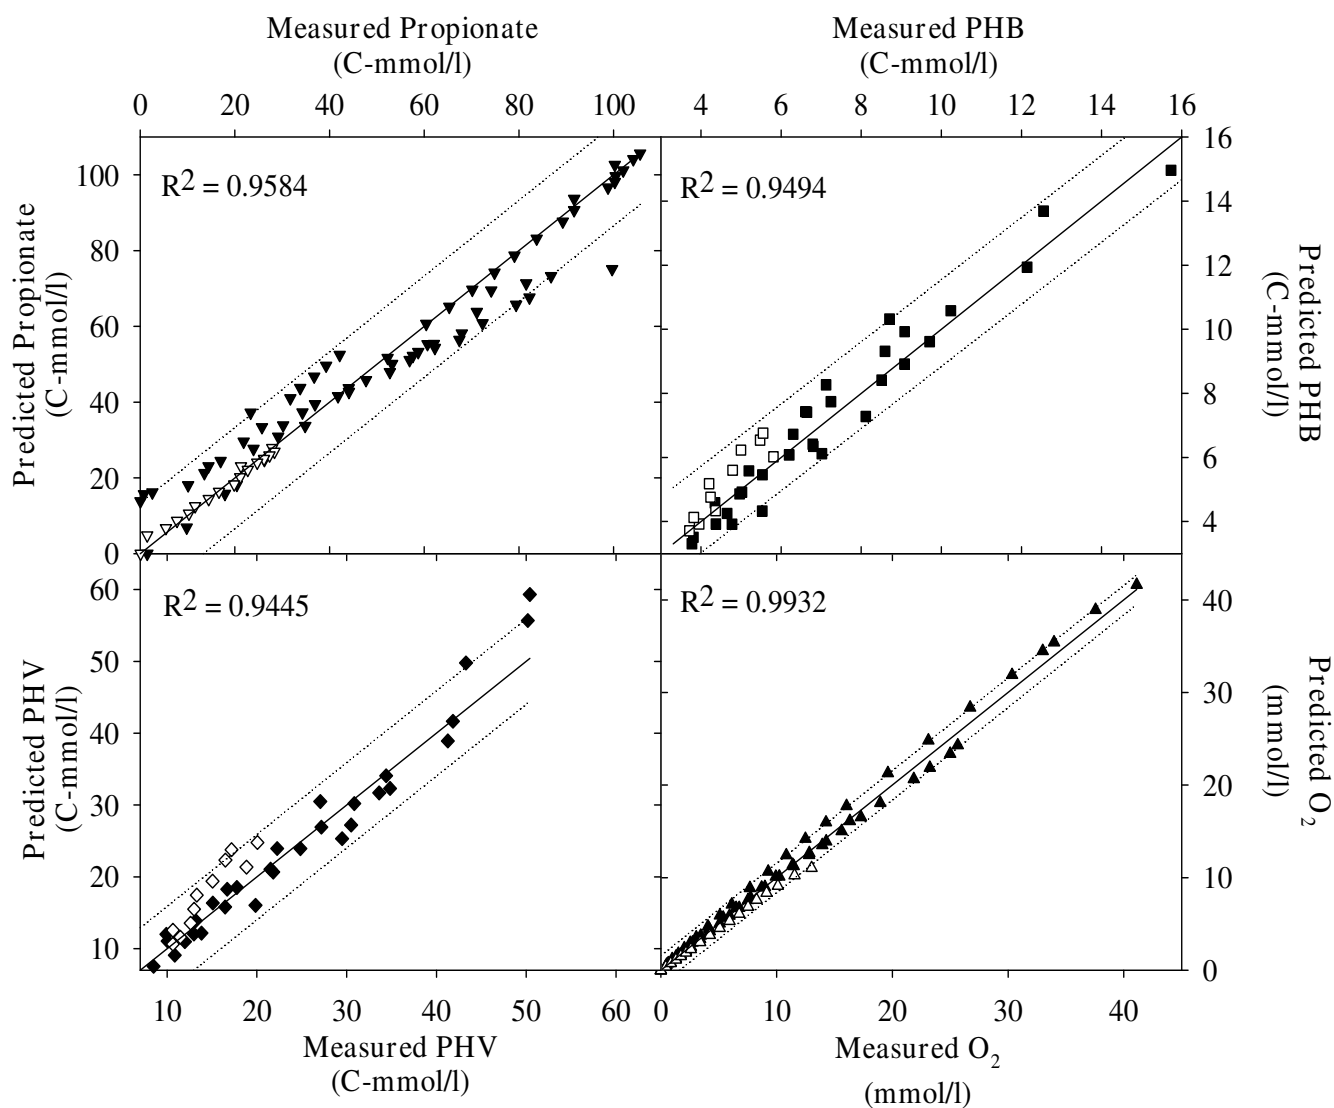 Measured Propionate
(C-mmol/l)
Measured PHB
(C-mmol/l)
0 20 40 60 80 100
4 6 8 10 12 14 16
R2 = 0.9584
100
80
60
40
20
0
Predicted Propionate
(C-mmol/l)
R2 = 0.9494
16
14
12
10
8
6
4
Predicted PHB
(C-mmol/l)
R2 = 0.9445
60
50
40
30
20
10
Predicted PHV
(C-mmol/l)
R2 = 0.9932
40
30
20
10
0
Predicted O2
(mmol/l)
10 20 30 40 50 60
0 10 20 30 40
Measured PHV
(C-mmol/l)
Measured O2
(mmol/l)